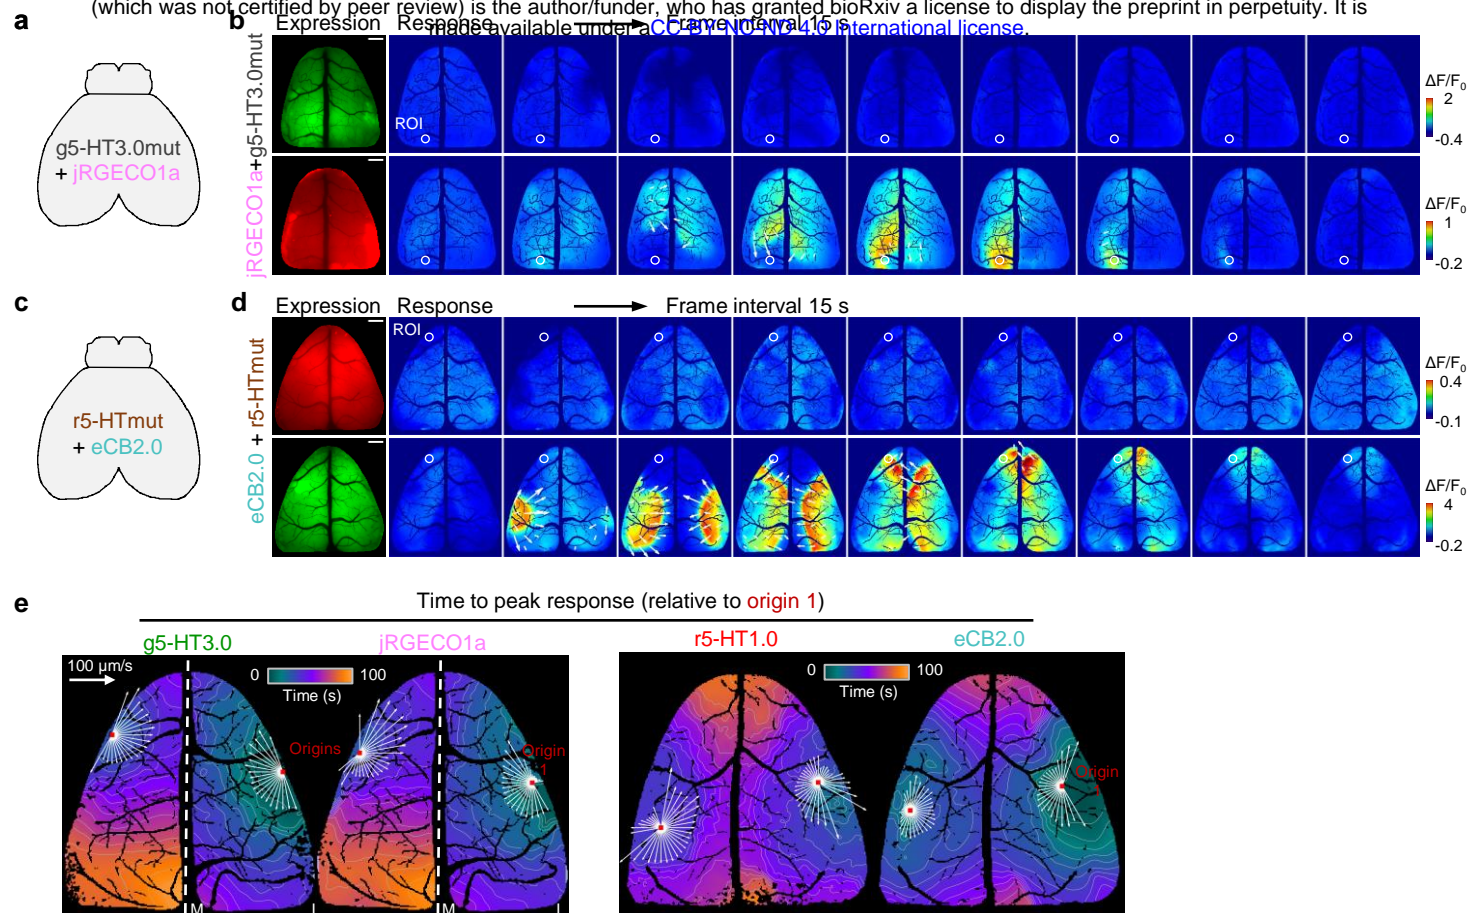 (which was not certified by peer review) is the author/funder, who has granted bioRxiv a license to display the preprint in perpetuity. It is
made available under aCC-BY-NC-ND 4.0 International license.
a
g5-HT3.0mut
+ jRGECO1a
b
Expression Response Frame interval 15 s
jRGECO1a+g5-HT3.0mut
ROI
ΔF/F0
2
-0.4
ΔF/F0
1
-0.2
c
r5-HTmut
+ eCB2.0
d
Expression Response Frame interval 15 s
eCB2.0 + r5-HTmut
ROI
ΔF/F0
0.4
-0.1
ΔF/F0
4
-0.2
e
Time to peak response (relative to origin 1)
g5-HT3.0 jRGECO1a r5-HT1.0 eCB2.0
100 µm/s
0 100
Time (s)
0 100
Time (s)
Origins
Origin
1
Origin
M L M L